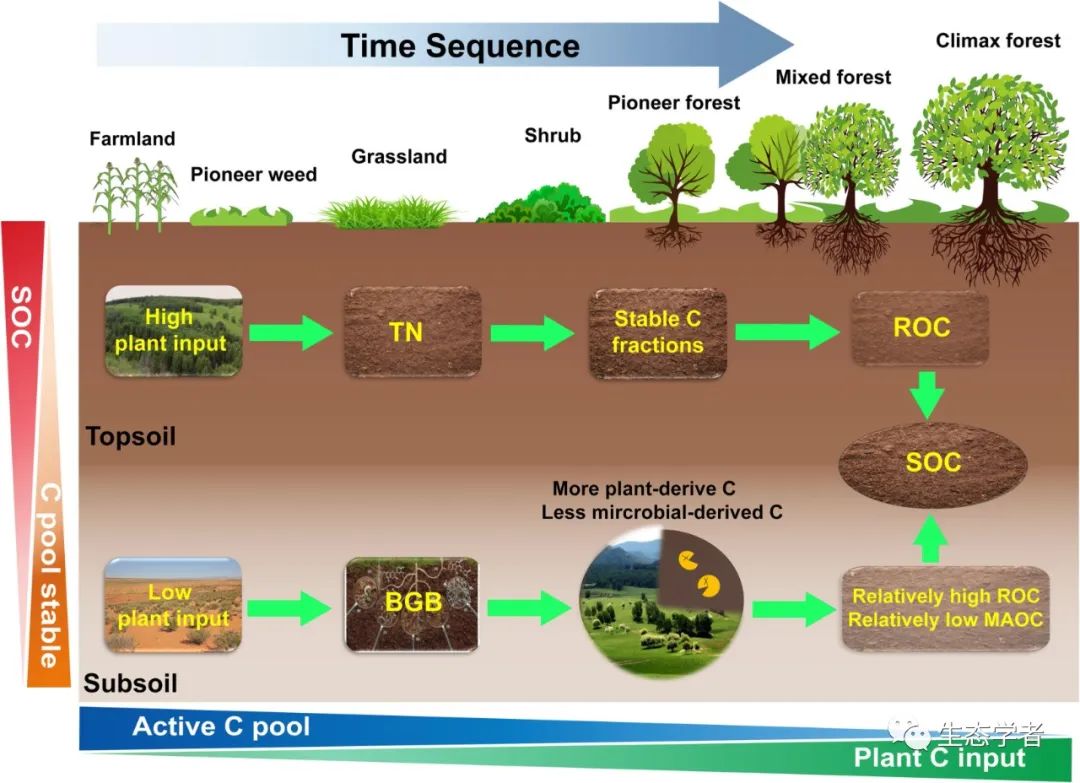 Time Sequence
Climax forest
Mixed forest
Pioneer forest
Shrub
Farmland
Grassland
Pioneer weed
SOC
C pool stable
High
plant input
TN
Stable C
fractions
ROC
Topsoil
SOC
More plant-derive C
Less mircrobial-derived C
Low
plant input
BGB
Relatively high ROC
Relatively low MAOC
Subsoil
Active C pool
生态学者
Plant C input